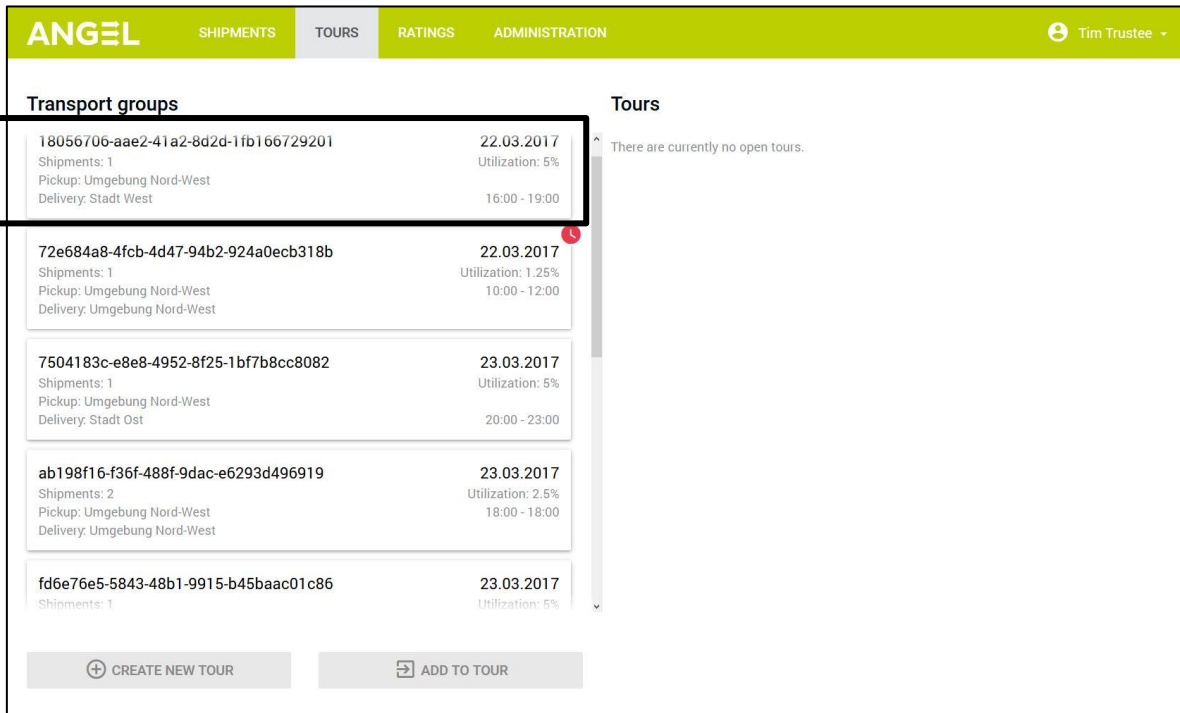 ANGEL SHIPMENTS TOURS RATINGS ADMINISTRATION Tim Trustee
Transport groups
18056706-aae2-41a2-8d2d-1fb166729201 22.03.2017
Shipments: 1 Utilization: 5%
Pickup: Umgebung Nord-West
Delivery: Stadt West 16:00 - 19:00
72e684a8-4fcb-4d47-94b2-924a0ecb318b 22.03.2017
Shipments: 1 Utilization: 1.25%
Pickup: Umgebung Nord-West 10:00 - 12:00
Delivery: Umgebung Nord-West
7504183c-e8e8-4952-8f25-1bf7b8cc8082 23.03.2017
Shipments: 1 Utilization: 5%
Pickup: Umgebung Nord-West
Delivery: Stadt Ost 20:00 - 23:00
ab198f16-f36f-488f-9dac-e6293d496919 23.03.2017
Shipments: 2 Utilization: 2.5%
Pickup: Umgebung Nord-West 18:00 - 18:00
Delivery: Umgebung Nord-West
fd6e76e5-5843-48b1-9915-b45baac01c86 23.03.2017
Shipments: 1 Utilization: 5%
CREATE NEW TOUR ADD TO TOUR
Tours
There are currently no open tours.